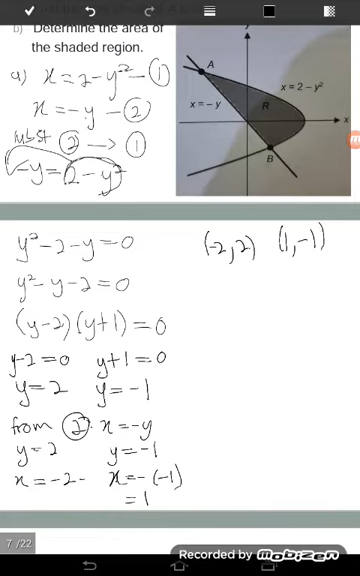 b) Determine the area of
the shaded region.
a) x = 2 - y² - ①
x = -y - ②
subst ② → ①
-y = 2 - y²
A
x = 2 - y²
x = -y
R
x
B
y² - 2 - y = 0
y² - y - 2 = 0
(y-2)(y+1) = 0
y-2=0 y+1=0
y=2 y=-1
from ② x = -y
y=2 y=-1
x = -2 - x = -(-1)
= 1
(-2, 2) (1, -1)
7 /22
Recorded by Mobizen